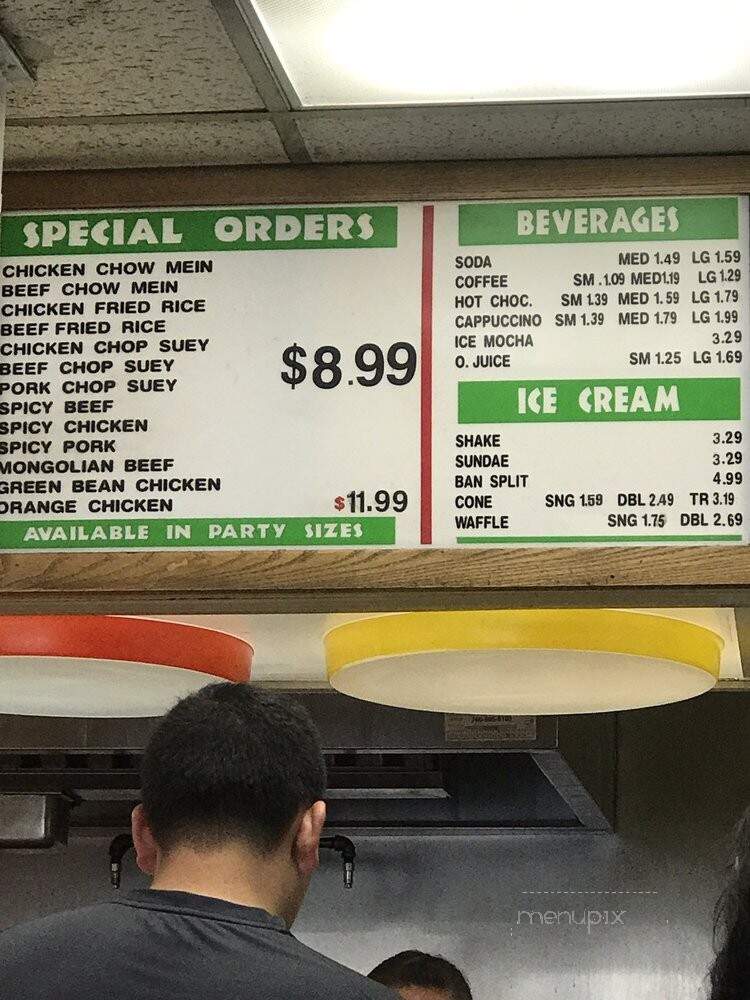 SPECIAL ORDERS
CHICKEN CHOW MEIN
BEEF CHOW MEIN
CHICKEN FRIED RICE
BEEF FRIED RICE
CHICKEN CHOP SUEY
BEEF CHOP SUEY
PORK CHOP SUEY
SPICY BEEF
SPICY CHICKEN
SPICY PORK
MONGOLIAN BEEF
GREEN BEAN CHICKEN
$8.99
ORANGE CHICKEN $11.99
AVAILABLE IN PARTY SIZES
BEVERAGES
SODA MED 1.49 LG 1.59
COFFEE SM .1.09 MED1.19 LG 1.29
HOT CHOC. SM 1.39 MED 1.59 LG 1.79
CAPPUCCINO SM 1.39 MED 1.79 LG 1.99
ICE MOCHA 3.29
O. JUICE SM 1.25 LG 1.69
ICE CREAM
SHAKE 3.29
SUNDAE 3.29
BAN SPLIT 4.99
CONE SNG 1.59 DBL 2.49 TR 3.19
WAFFLE SNG 1.75 DBL 2.69
menupix